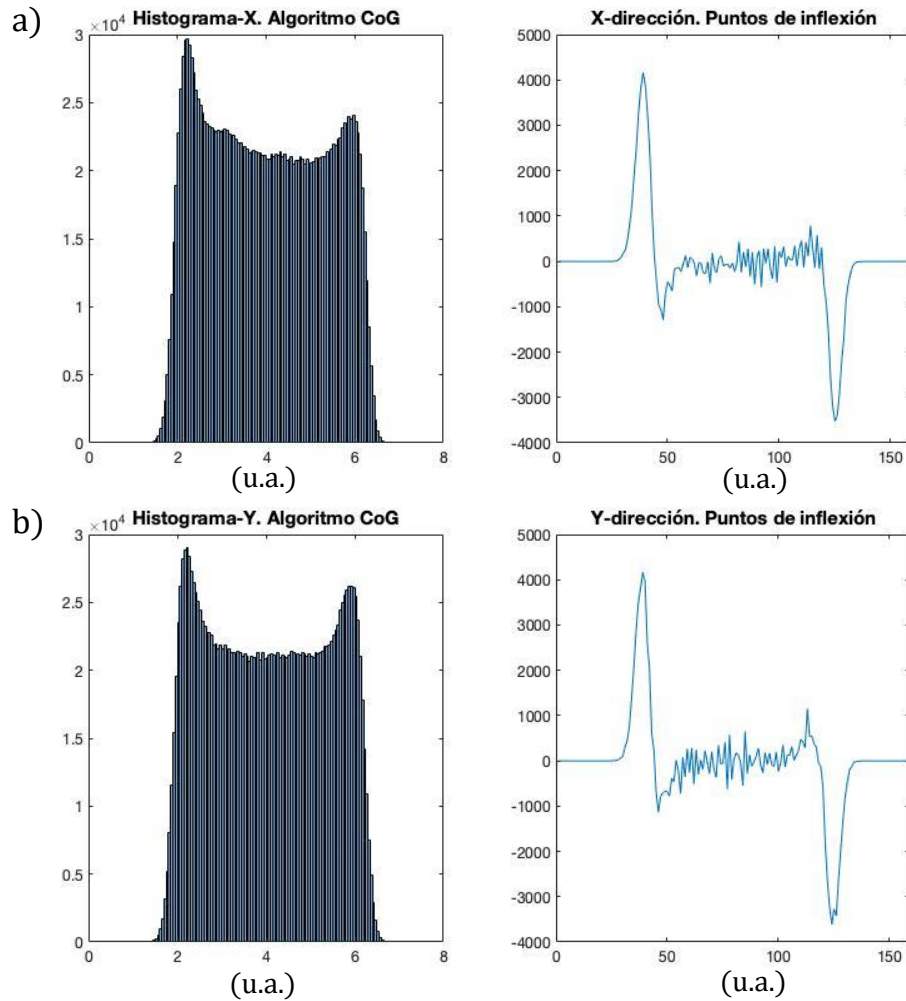 a)
Histograma-X. Algoritmo CoG
×10⁴
3
2.5
2
1.5
1
0.5
0
0 2 4 6 8
(u.a.)
X-dirección. Puntos de inflexión
5000
4000
3000
2000
1000
0
-1000
-2000
-3000
-4000
0 50 100 150
(u.a.)
b)
Histograma-Y. Algoritmo CoG
×10⁴
3
2.5
2
1.5
1
0.5
0
0 2 4 6 8
(u.a.)
Y-dirección. Puntos de inflexión
5000
4000
3000
2000
1000
0
-1000
-2000
-3000
-4000
0 50 100 150
(u.a.)